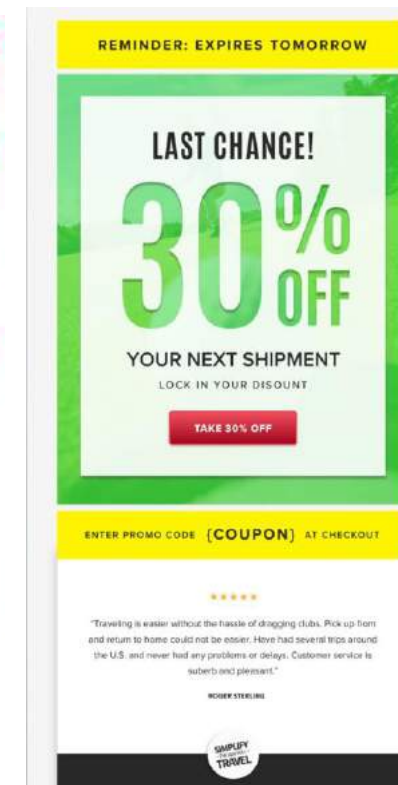 REMINDER: EXPIRES TOMORROW
LAST CHANCE!
30%
OFF
YOUR NEXT SHIPMENT
LOCK IN YOUR DISOUNT
TAKE 30% OFF
ENTER PROMO CODE {COUPON} AT CHECKOUT
"Traveling is easier without the hassle of dragging clubs. Pick up from
and return to home could not be easier. Have had several trips around
the U.S. and never had any problems or delays. Customer service is
suberb and pleasant."
ROGER STERLING
SIMPLIFY
TRAVEL